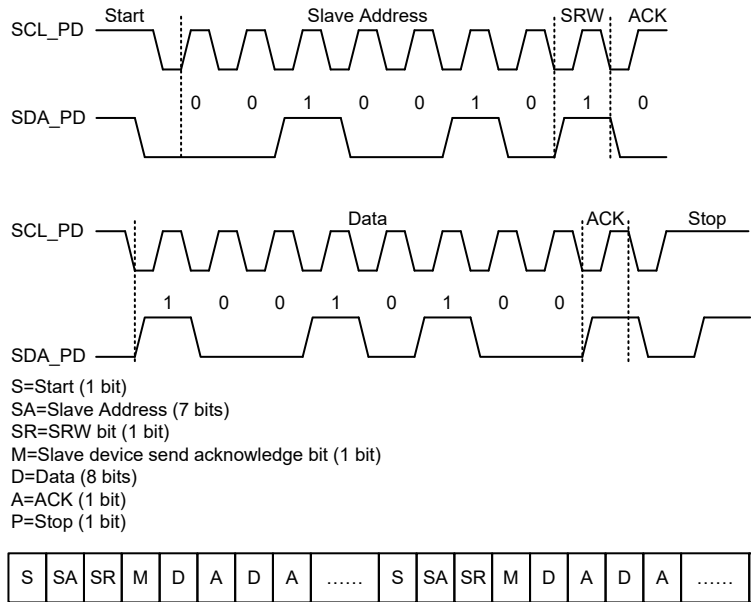 Start Slave Address SRW ACK
SCL_PD
0 0 1 0 0 1 0 1 0
SDA_PD
Data ACK Stop
SCL_PD
1 0 0 1 0 1 0 0
SDA_PD
S=Start (1 bit)
SA=Slave Address (7 bits)
SR=SRW bit (1 bit)
M=Slave device send acknowledge bit (1 bit)
D=Data (8 bits)
A=ACK (1 bit)
P=Stop (1 bit)
S SA SR M D A D A …… S SA SR M D A D A ……